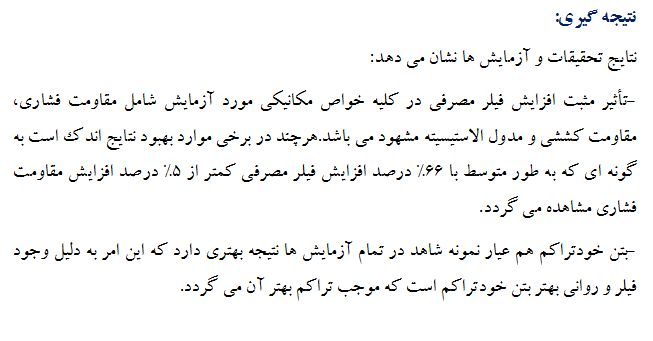 نتیجه گیری:
نتایج تحقیقات و آزمایش ها نشان می دهد:
-تأثیر مثبت افزایش فیلر مصرفی در کلیه خواص مکانیکی مورد آزمایش شامل مقاومت فشاری،
مقاومت کششی و مدول الاستیسیته مشهود می باشد.هرچند در برخی موارد بهبود نتایج اندک است به
گونه ای که به طور متوسط با ۶۶٪ درصد افزایش فیلر مصرفی کمتر از ۵٪ درصد افزایش مقاومت
فشاری مشاهده می گردد.
-بتن خودتراکم هم عیار نمونه شاهد در تمام آزمایش ها نتیجه بهتری دارد که این امر به دلیل وجود
فیلر و روانی بهتر بتن خودتراکم است که موجب تراکم بهتر آن می گردد.